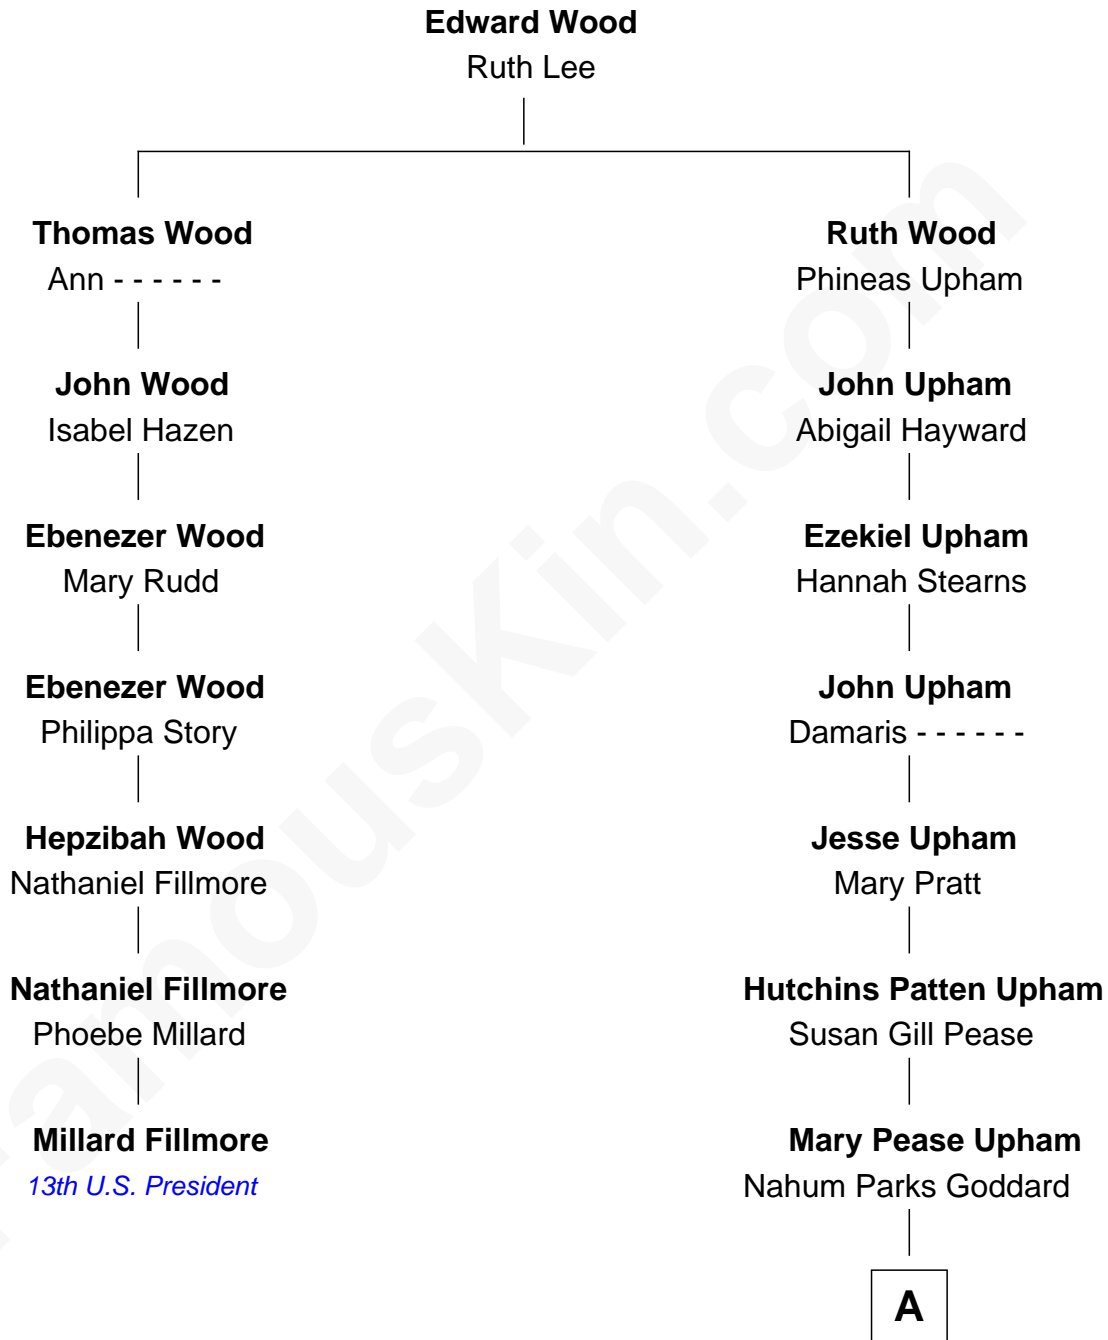 Edward Wood
Ruth Lee
Thomas Wood
Ann - - - - - -
John Wood
Isabel Hazen
Ebenezer Wood
Mary Rudd
Ebenezer Wood
Philippa Story
Hepzibah Wood
Nathaniel Fillmore
Nathaniel Fillmore
Phoebe Millard
Millard Fillmore
13th U.S. President
Ruth Wood
Phineas Upham
John Upham
Abigail Hayward
Ezekiel Upham
Hannah Stearns
John Upham
Damaris - - - - - -
Jesse Upham
Mary Pratt
Hutchins Patten Upham
Susan Gill Pease
Mary Pease Upham
Nahum Parks Goddard
A
FamousKin.com